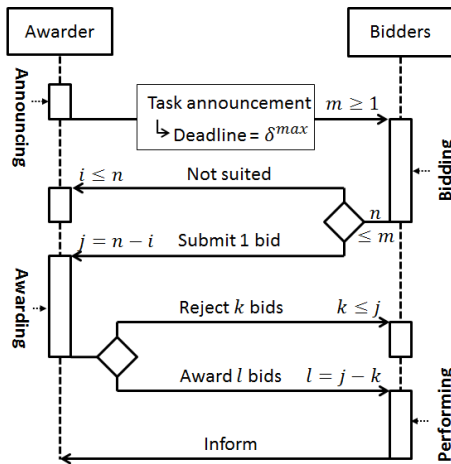 Awarder
Bidders
Announcing
Task announcement
m ≥ 1
↳ Deadline = δ^max
Bidding
i ≤ n
Not suited
n
≤ m
j = n − i
Submit 1 bid
Awarding
Reject k bids
k ≤ j
Award l bids
l = j − k
Performing
Inform